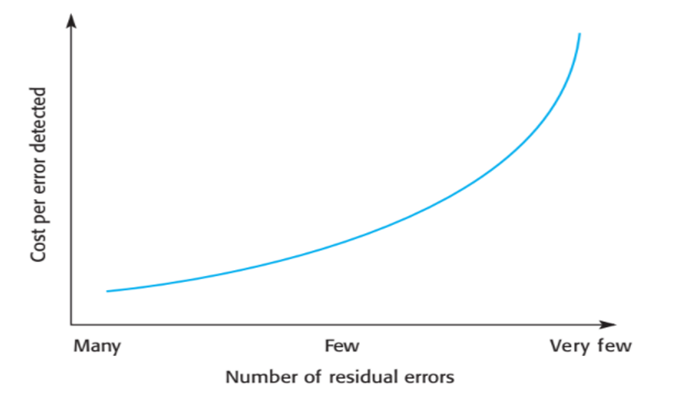 Cost per error detected
Many
Few
Very few
Number of residual errors